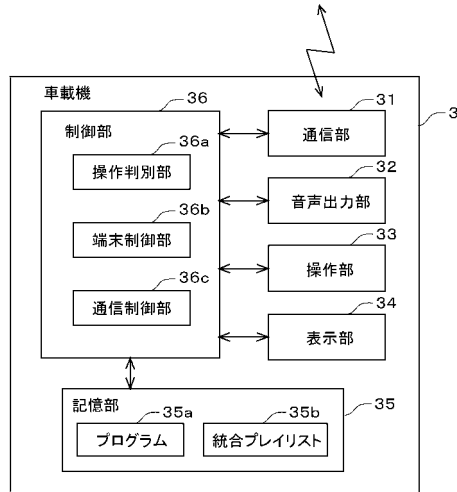 車載機
3
36
制御部
36a
操作判別部
36b
端末制御部
36c
通信制御部
31
通信部
32
音声出力部
33
操作部
34
表示部
記憶部
35
35a
プログラム
35b
統合プレイリスト